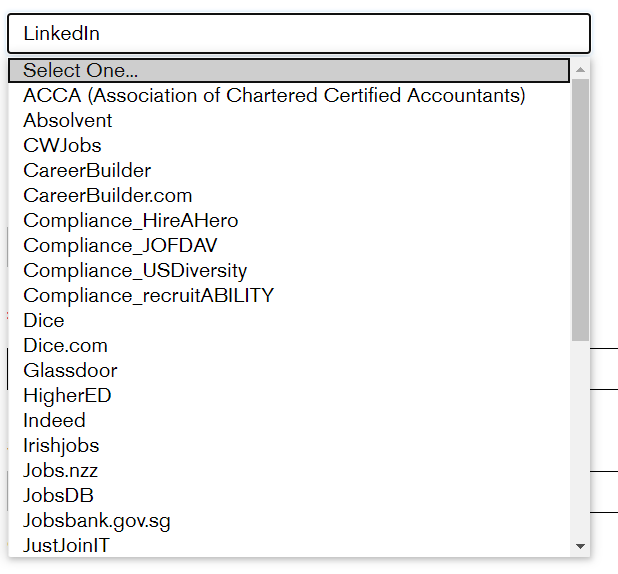 LinkedIn
Select One...
ACCA (Association of Chartered Certified Accountants)
Absolvent
CWJobs
CareerBuilder
CareerBuilder.com
Compliance_HireAHero
Compliance_JOFDAV
Compliance_USDiversity
Compliance_recruitABILITY
Dice
Dice.com
Glassdoor
HigherED
Indeed
Irishjobs
Jobs.nzz
JobsDB
Jobsbank.gov.sg
JustJoinIT